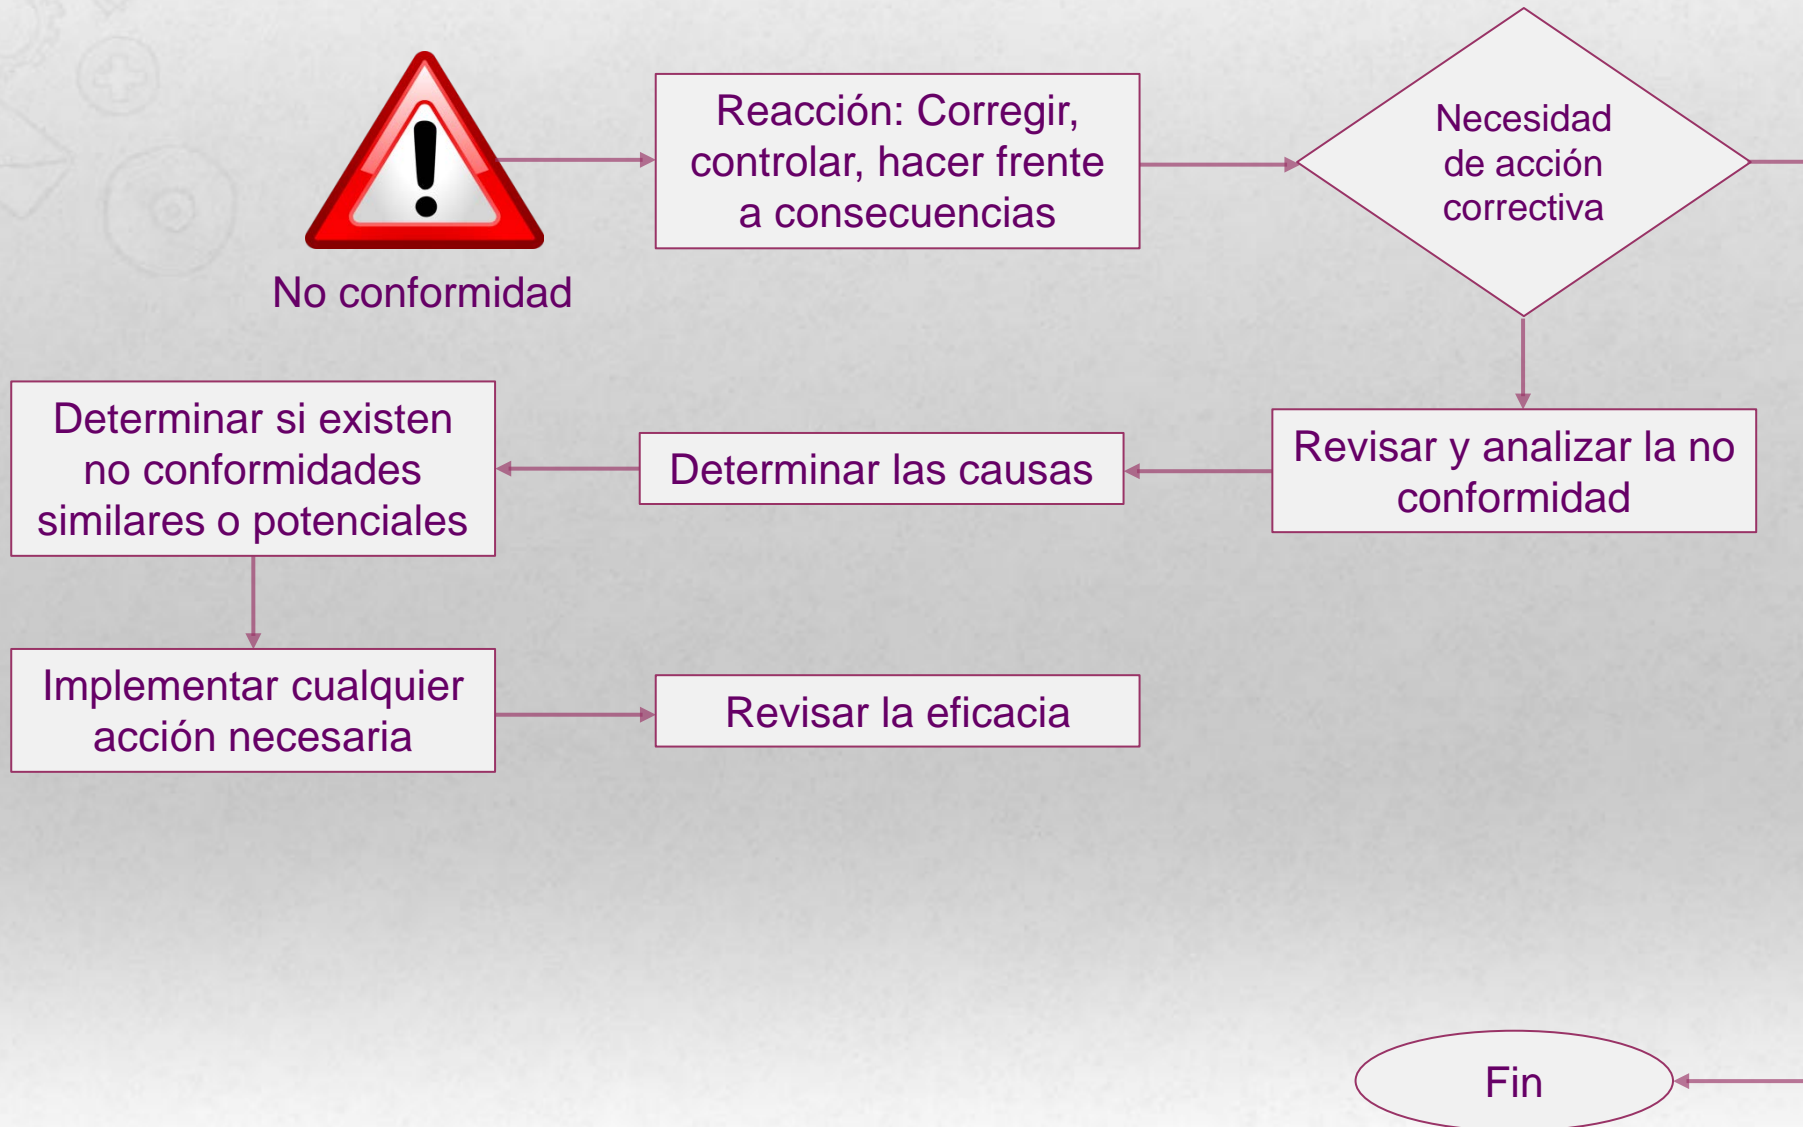 No conformidad
Reacción: Corregir,
controlar, hacer frente
a consecuencias
Necesidad
de acción
correctiva
Revisar y analizar la no
conformidad
Determinar las causas
Determinar si existen
no conformidades
similares o potenciales
Implementar cualquier
acción necesaria
Revisar la eficacia
Fin